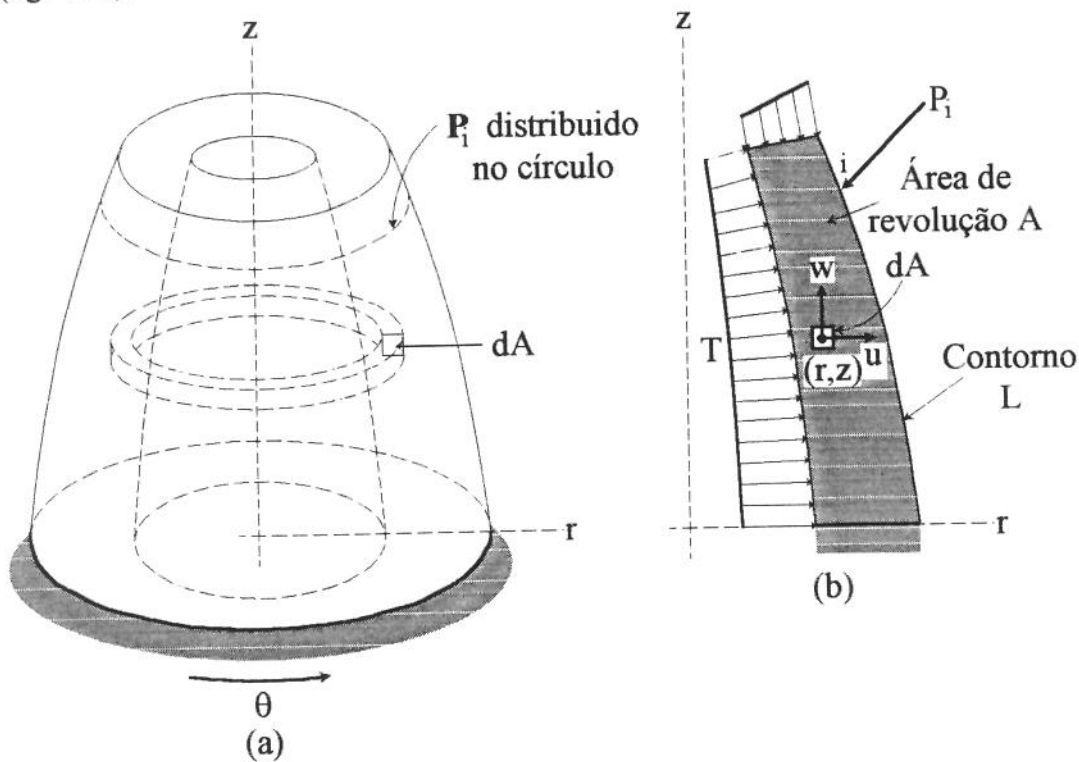 z
P_i distribuido
no círculo
dA
r
θ
(a)
z
P_i
i
Área de
revolução A
dA
w
u
T
(r,z)
Contorno
L
r
(b)